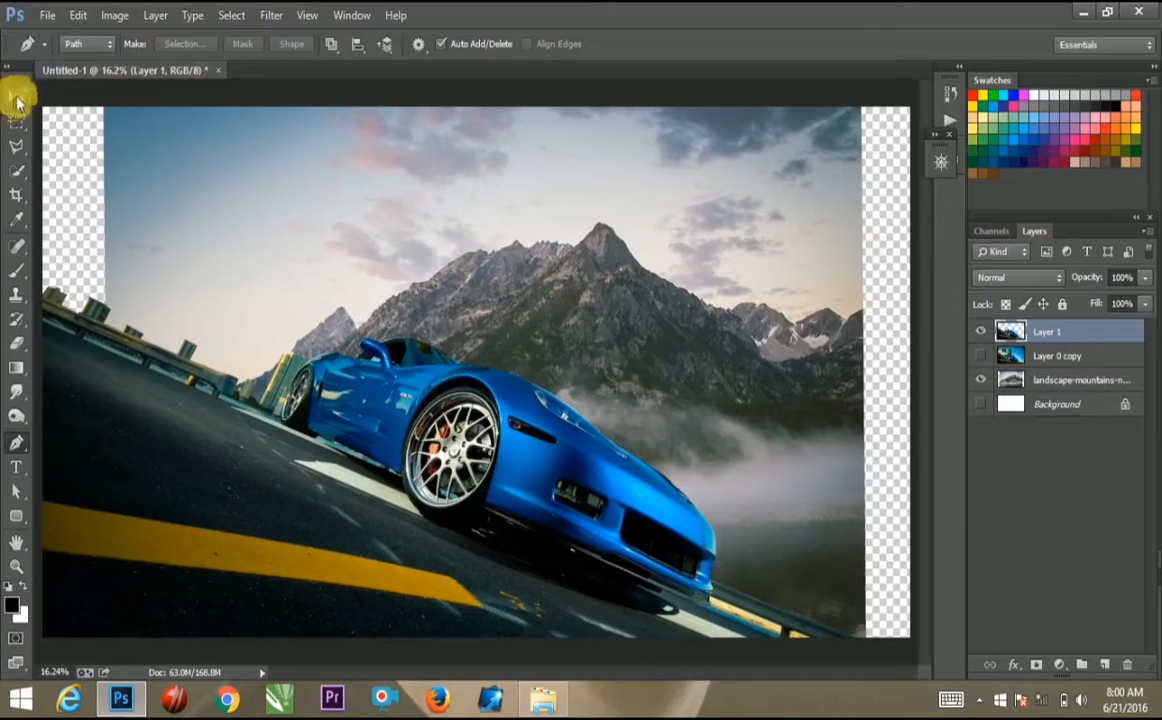 Ps File Edit Image Layer Type Select Filter View Window Help
Path Make: Selection... Mask Shape Auto Add/Delete Align Edges Essentials
Untitled-1 @ 16.2% (Layer 1, RGB/8) * ×
Swatches
Channels Layers
Kind
Normal Opacity: 100%
Lock: Fill: 100%
Layer 1
Layer 0 copy
landscape-mountains-n...
Background
16.24% Doc: 63.0M/168.8M
Ps Pr
8:00 AM
6/21/2016